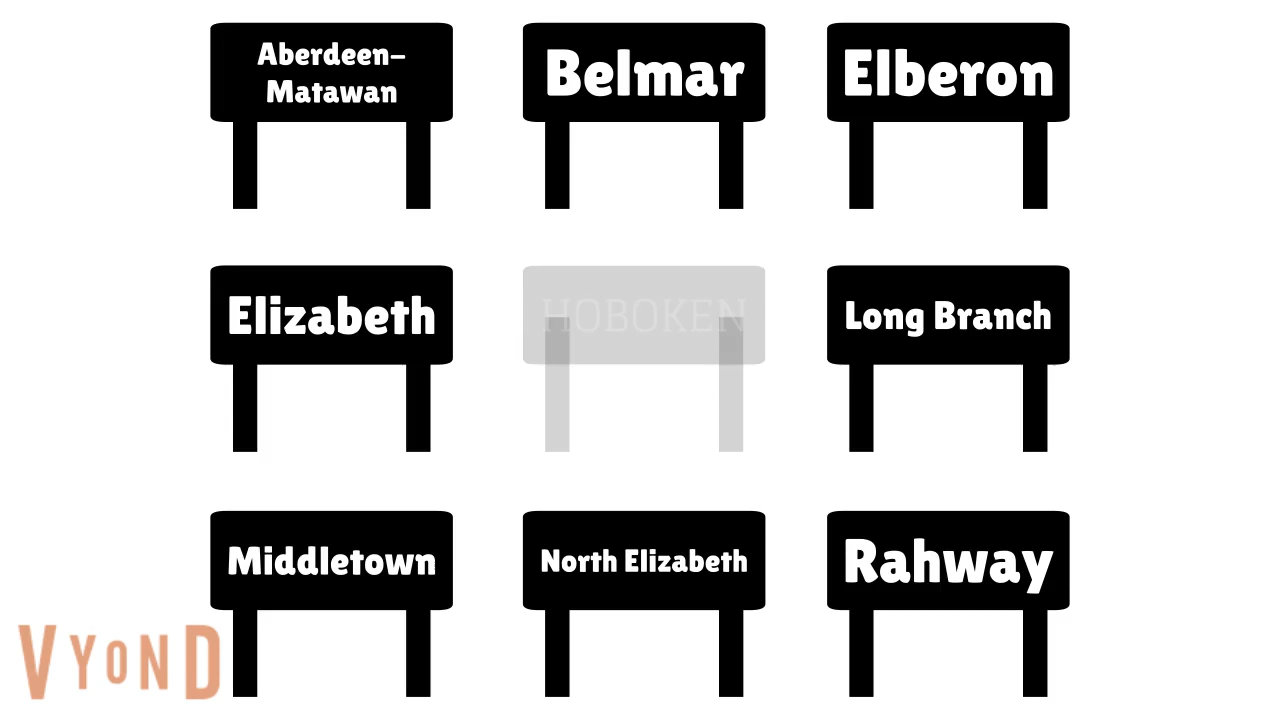 Aberdeen-
Matawan
Belmar
Elberon
Elizabeth
HOBOKEN
Long Branch
Middletown
North Elizabeth
Rahway
VYOND